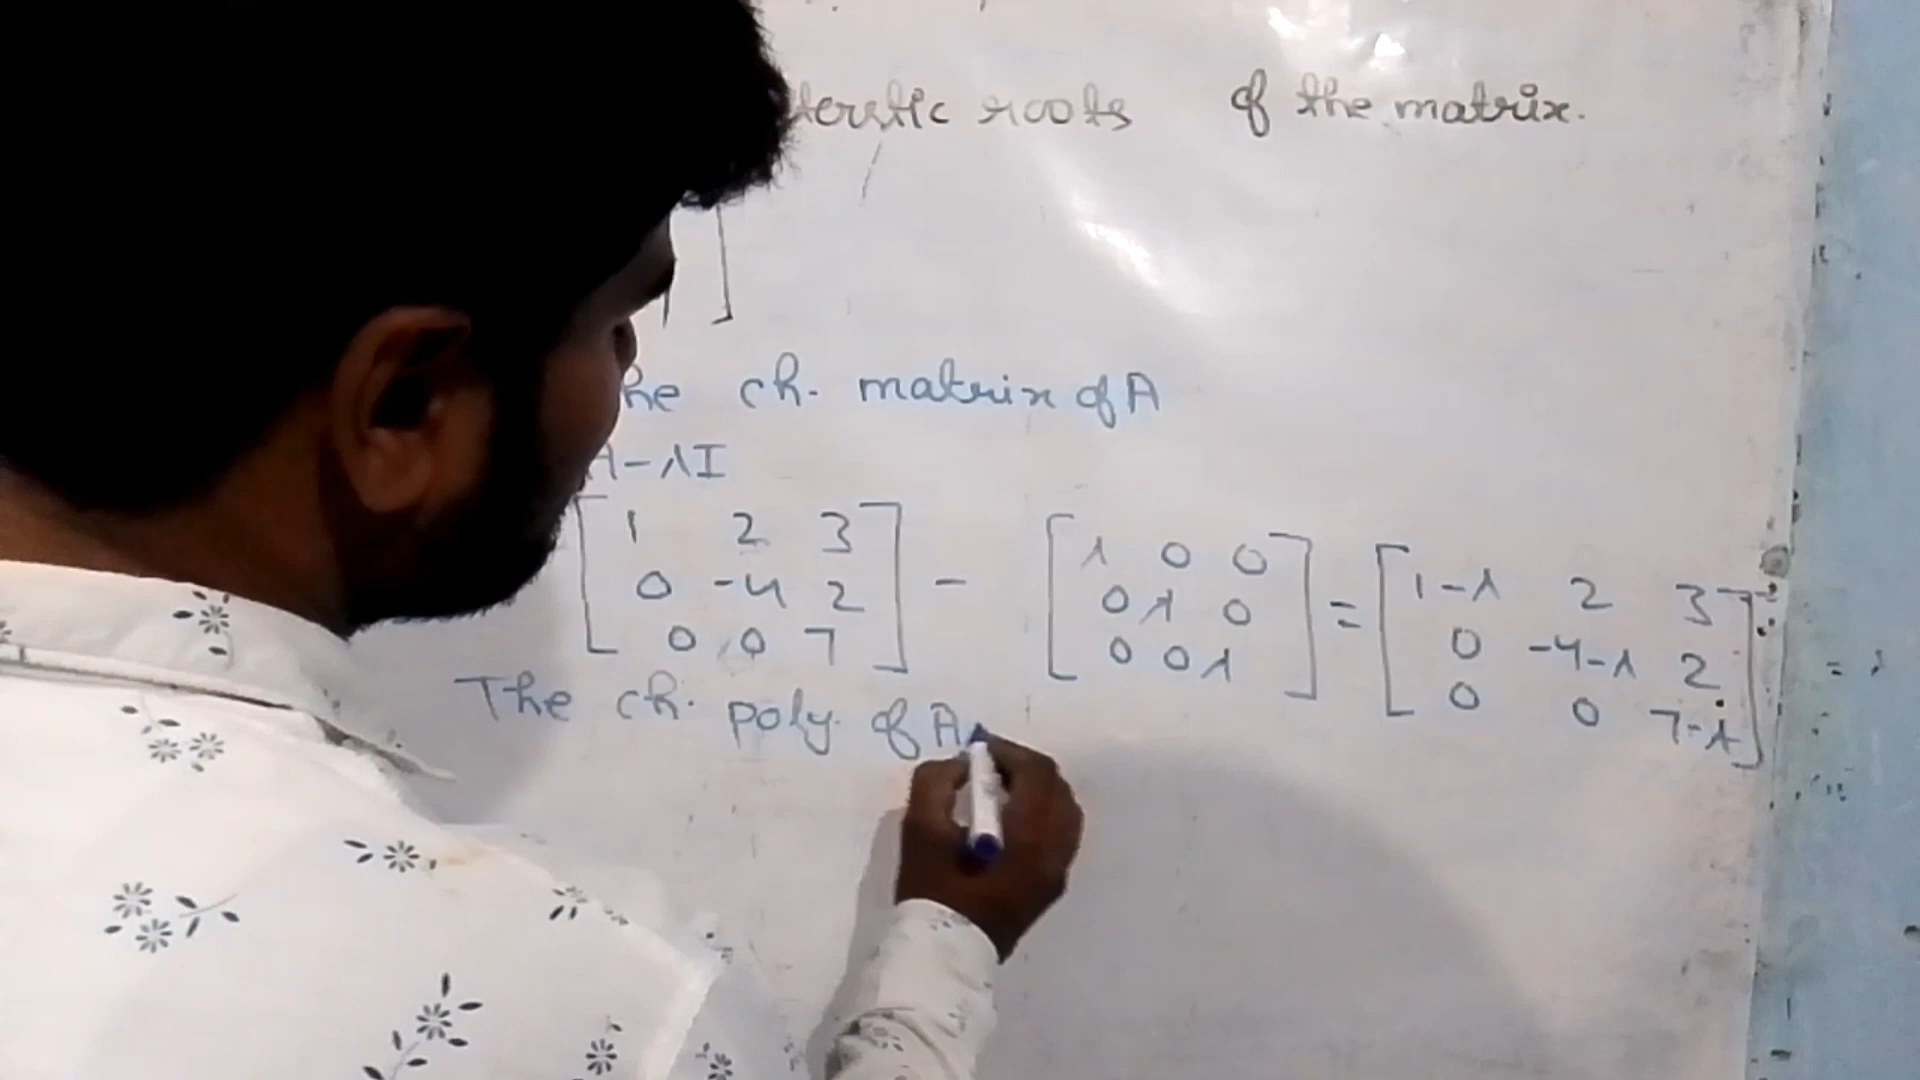 terstic roots of the matrix.
he ch. matrix of A
A-λI
[1 2 3; 0 -4 2; 0 0 7] - [λ 0 0; 0 λ 0; 0 0 λ] = [1-λ 2 3; 0 -4-λ 2; 0 0 7-λ]
The ch. poly. of A